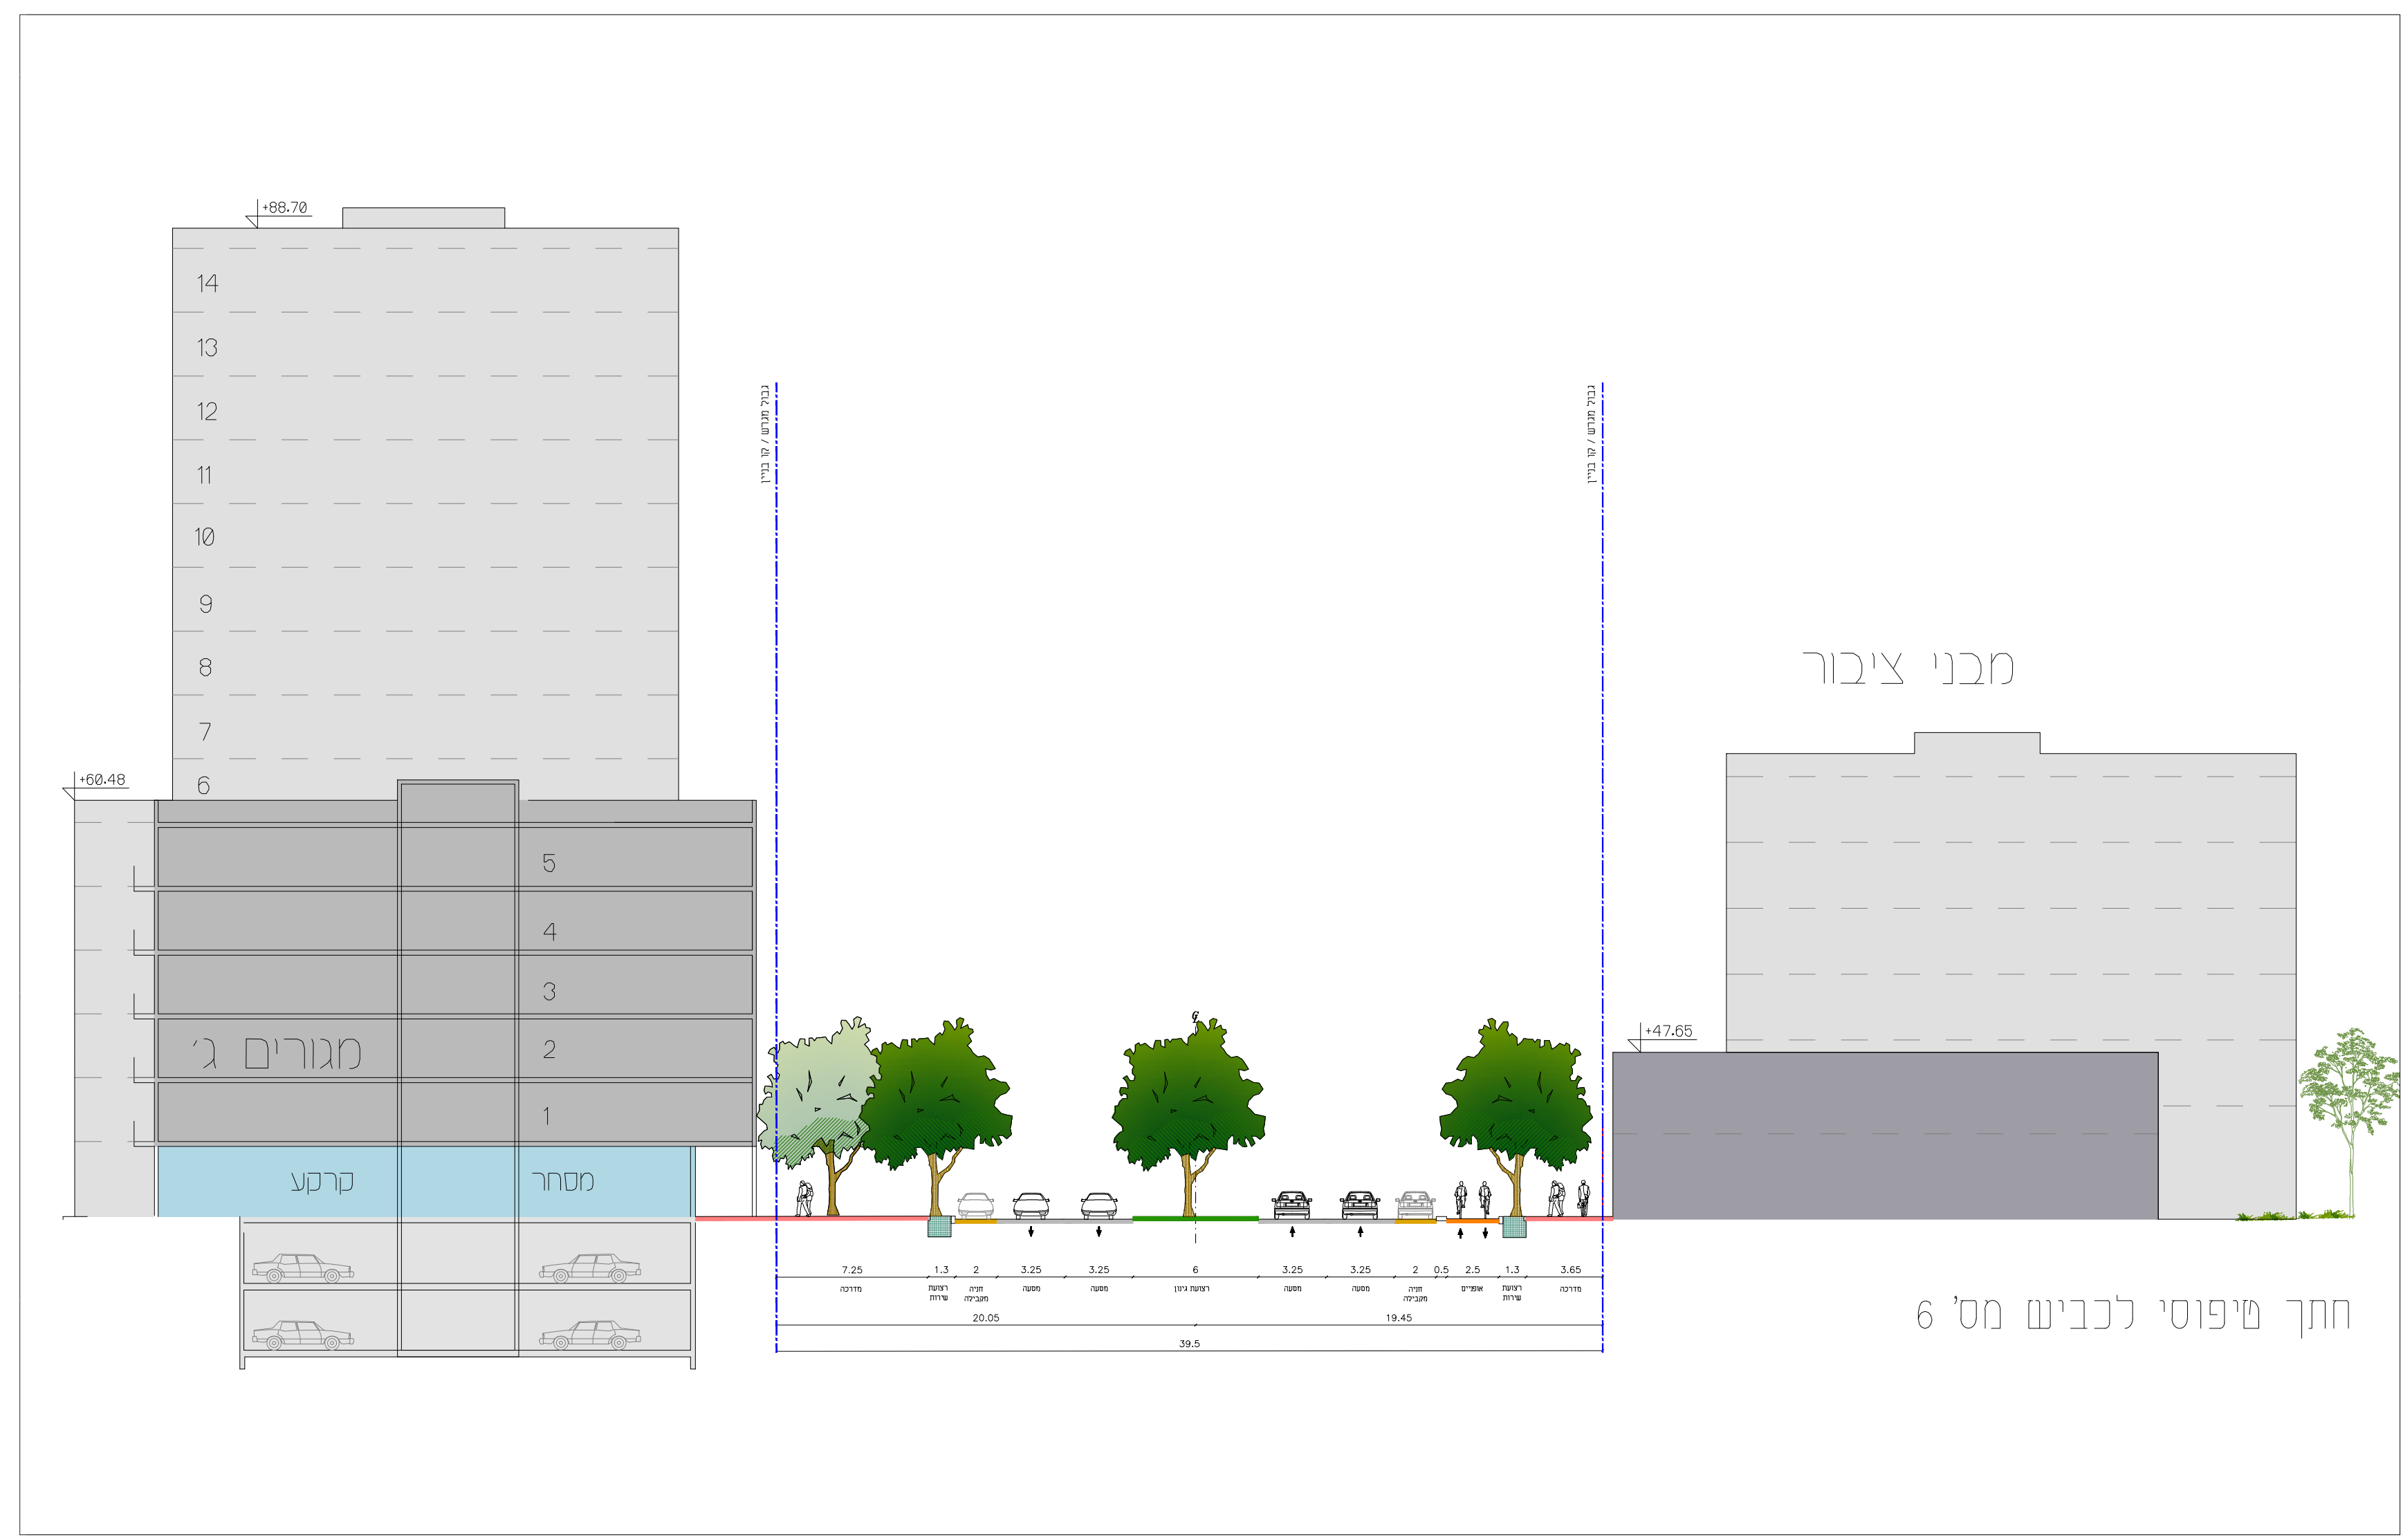 +88.70
14
13
12
11
10
9
8
7
6
+60.48
5
4
3
2
1
מגורים ג'
קרקע
מסחר
גבול מגרש / קו בניין
גבול מגרש / קו בניין
מבני ציבור
+47.65
7.25 1.3 2 3.25 3.25 6 3.25 3.25 2 0.5 2.5 1.3 3.65
מדרכה
רצועת שירות
חניה מקבילה
מסעה
מסעה
רצועת גינון
מסעה
מסעה
חניה מקבילה
אופניים
רצועת שירות
מדרכה
20.05 19.45
39.5
חתך טיפוסי לכביש מס' 6